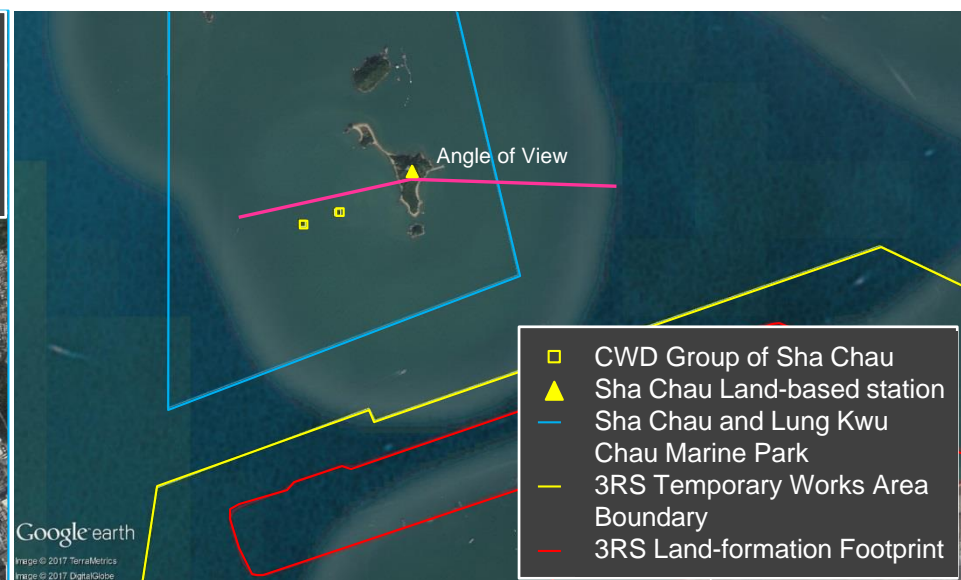 Angle of View
CWD Group of Sha Chau
Sha Chau Land-based station
Sha Chau and Lung Kwu
Chau Marine Park
3RS Temporary Works Area
Boundary
3RS Land-formation Footprint
Google earth
Image © 2017 TerraMetrics
Image © 2017 DigitalGlobe